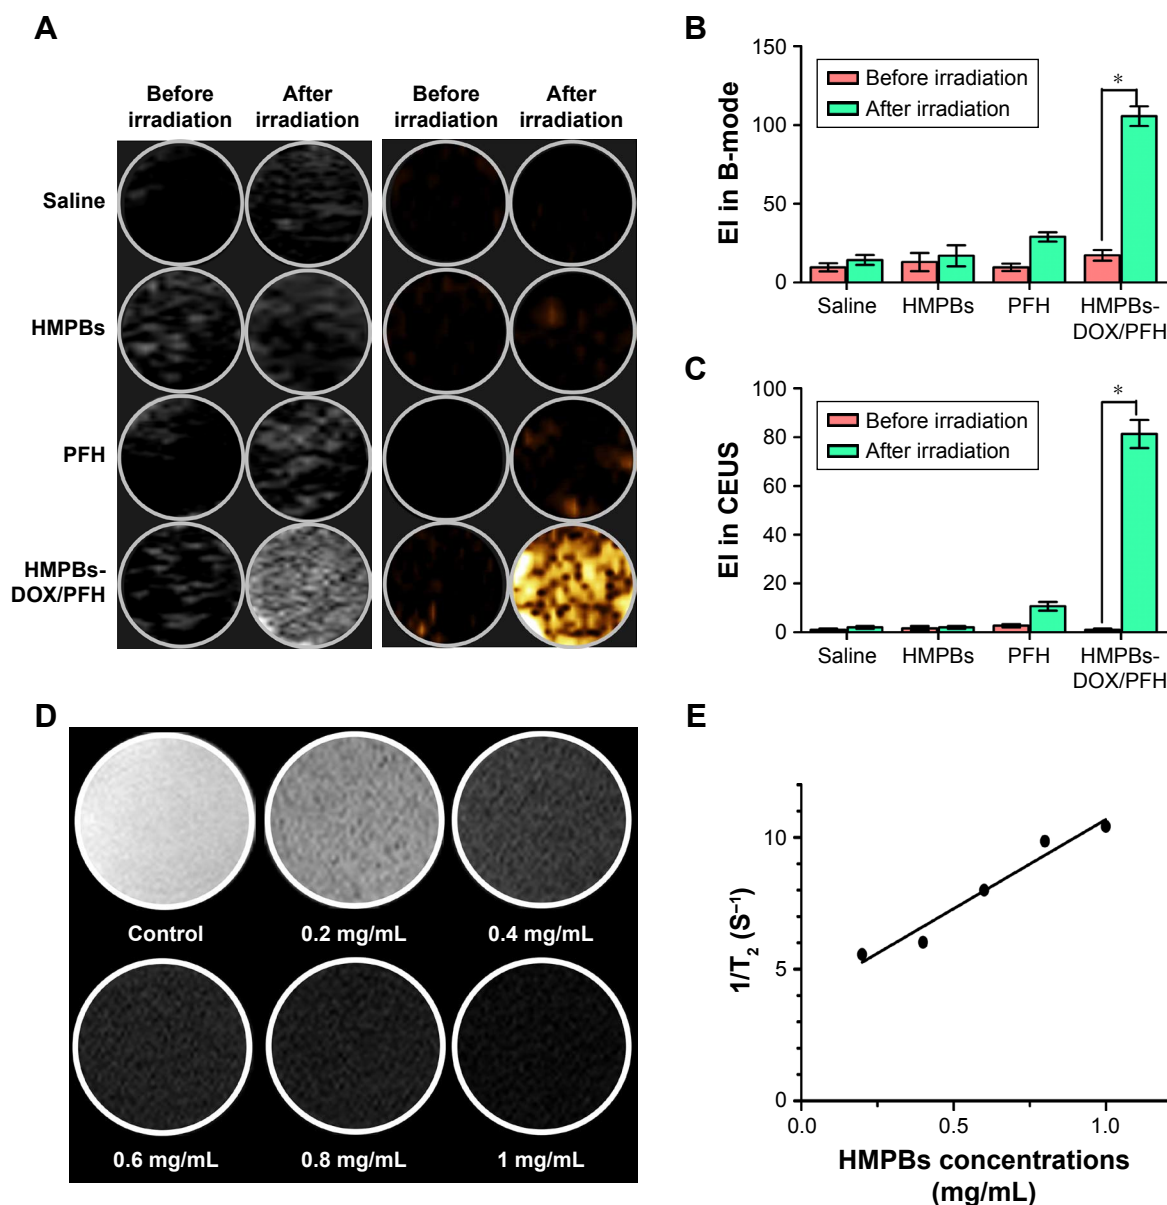 A
Before irradiation
After irradiation
Before irradiation
After irradiation
Saline
HMPBs
PFH
HMPBs-
DOX/PFH
B
EI in B-mode
150
100
50
0
Before irradiation
After irradiation
*
Saline
HMPBs
PFH
HMPBs-
DOX/PFH
C
EI in CEUS
100
80
60
40
20
0
Before irradiation
After irradiation
*
Saline
HMPBs
PFH
HMPBs-
DOX/PFH
D
Control
0.2 mg/mL
0.4 mg/mL
0.6 mg/mL
0.8 mg/mL
1 mg/mL
E
1/T₂ (S⁻¹)
10
5
0
0.0
0.5
1.0
HMPBs concentrations
(mg/mL)